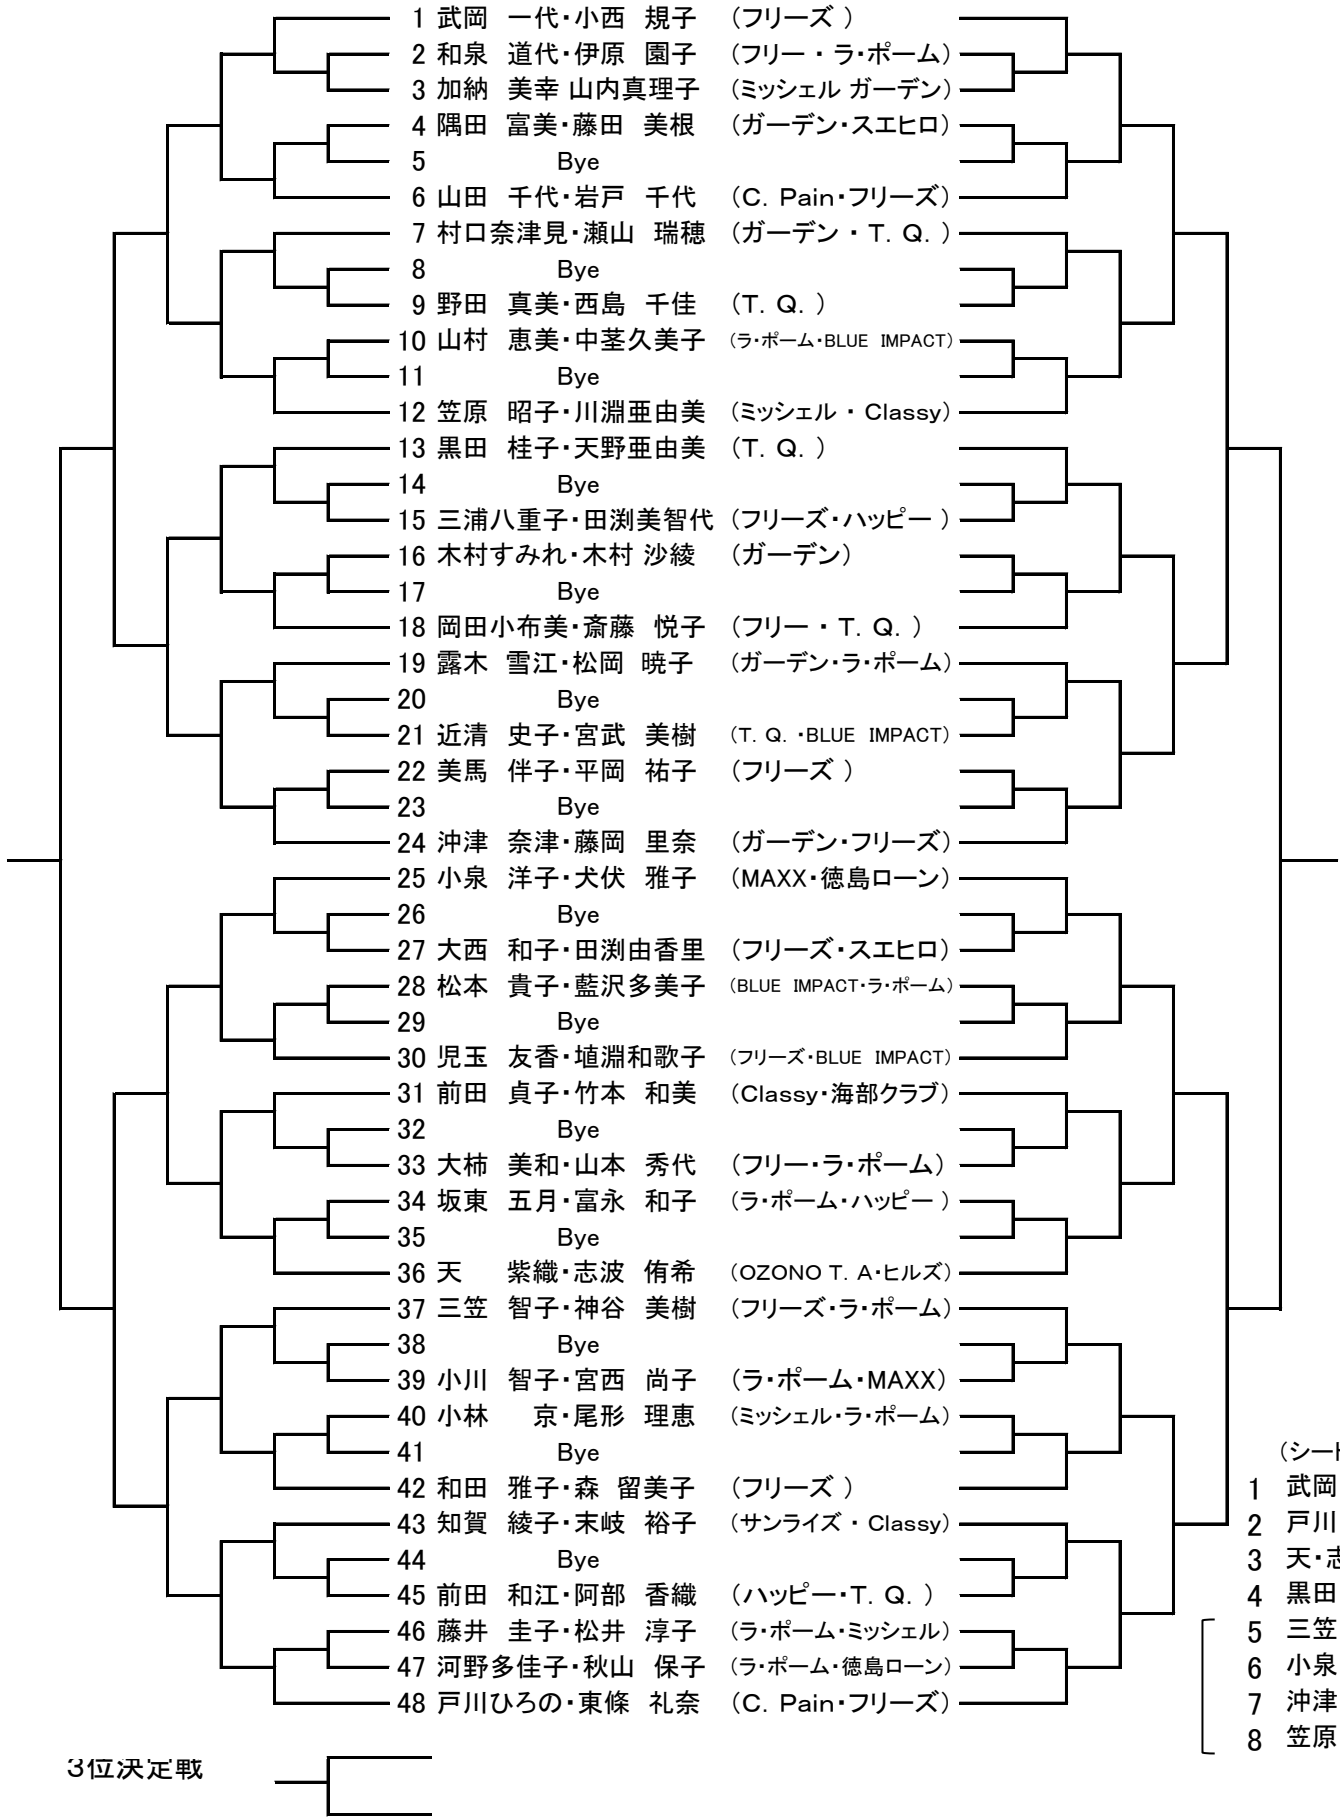 1 武岡 一代・小西 規子 (フリーズ )
2 和泉 道代・伊原 園子 (フリー ・ ラ・ポーム)
3 加納 美幸 山内真理子 (ミッシェル ガーデン)
4 隅田 富美・藤田 美根 (ガーデン・スエヒロ)
5 Bye
6 山田 千代・岩戸 千代 (C. Pain・フリーズ)
7 村口奈津見・瀬山 瑞穂 (ガーデン ・ T. Q. )
8 Bye
9 野田 真美・西島 千佳 (T. Q. )
10 山村 恵美・中茎久美子 (ラ・ポーム・BLUE IMPACT)
11 Bye
12 笠原 昭子・川淵亜由美 (ミッシェル ・ Classy)
13 黒田 桂子・天野亜由美 (T. Q. )
14 Bye
15 三浦八重子・田渕美智代 (フリーズ・ハッピー )
16 木村すみれ・木村 沙綾 (ガーデン)
17 Bye
18 岡田小布美・斎藤 悦子 (フリー ・ T. Q. )
19 露木 雪江・松岡 暁子 (ガーデン・ラ・ポーム)
20 Bye
21 近清 史子・宮武 美樹 (T. Q. ・BLUE IMPACT)
22 美馬 伴子・平岡 祐子 (フリーズ )
23 Bye
24 沖津 奈津・藤岡 里奈 (ガーデン・フリーズ)
25 小泉 洋子・犬伏 雅子 (MAXX・徳島ローン)
26 Bye
27 大西 和子・田渕由香里 (フリーズ・スエヒロ)
28 松本 貴子・藍沢多美子 (BLUE IMPACT・ラ・ポーム)
29 Bye
30 児玉 友香・埴淵和歌子 (フリーズ・BLUE IMPACT)
31 前田 貞子・竹本 和美 (Classy・海部クラブ)
32 Bye
33 大柿 美和・山本 秀代 (フリー・ラ・ポーム)
34 坂東 五月・富永 和子 (ラ・ポーム・ハッピー )
35 Bye
36 天 紫織・志波 侑希 (OZONO T. A・ヒルズ)
37 三笠 智子・神谷 美樹 (フリーズ・ラ・ポーム)
38 Bye
39 小川 智子・宮西 尚子 (ラ・ポーム・MAXX)
40 小林 京・尾形 理恵 (ミッシェル・ラ・ポーム)
41 Bye
42 和田 雅子・森 留美子 (フリーズ )
43 知賀 綾子・末岐 裕子 (サンライズ ・ Classy)
44 Bye
45 前田 和江・阿部 香織 (ハッピー・T. Q. )
46 藤井 圭子・松井 淳子 (ラ・ポーム・ミッシェル)
47 河野多佳子・秋山 保子 (ラ・ポーム・徳島ローン)
48 戸川ひろの・東條 礼奈 (C. Pain・フリーズ)
(シー
1 武岡
2 戸川
3 天・志
4 黒田
5 三笠
6 小泉
7 沖津
8 笠原
3位決定戦